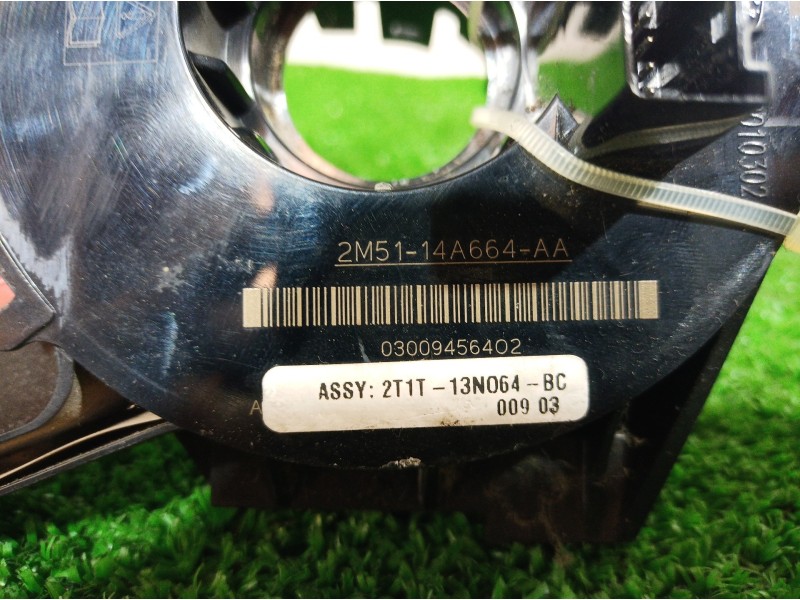 2M51-14A664-AA
03009456402
ASSY: 2T1T-13N064-BC
009 03
A